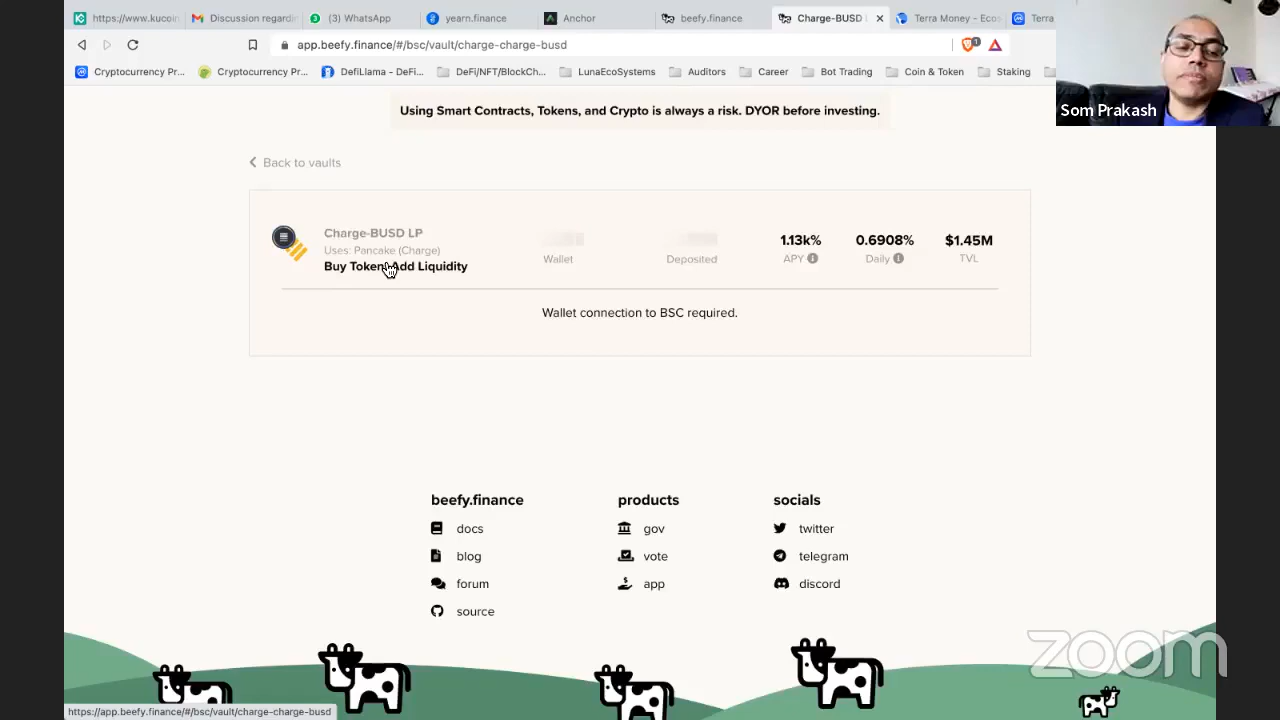 https://www.kucoin
Discussion regardin
(3) WhatsApp
yearn.finance
Anchor
beefy.finance
Charge-BUSD L
Terra Money - Ecos
Terra
app.beefy.finance/#/bsc/vault/charge-charge-busd
1
Cryptocurrency Pr...
Cryptocurrency Pr...
DefiLlama - DeFi...
DeFi/NFT/BlockCh...
LunaEcoSystems
Auditors
Career
Bot Trading
Coin & Token
Staking
Som Prakash
Using Smart Contracts, Tokens, and Crypto is always a risk. DYOR before investing.
Back to vaults
Charge-BUSD LP
Uses: Pancake (Charge)
Buy Token Add Liquidity
Wallet
Deposited
1.13k%
APY
0.6908%
Daily
$1.45M
TVL
Wallet connection to BSC required.
beefy.finance
docs
blog
forum
source
products
gov
vote
app
socials
twitter
telegram
discord
zoom
https://app.beefy.finance/#/bsc/vault/charge-charge-busd